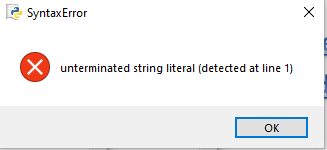 SyntaxError
unterminated string literal (detected at line 1)
OK